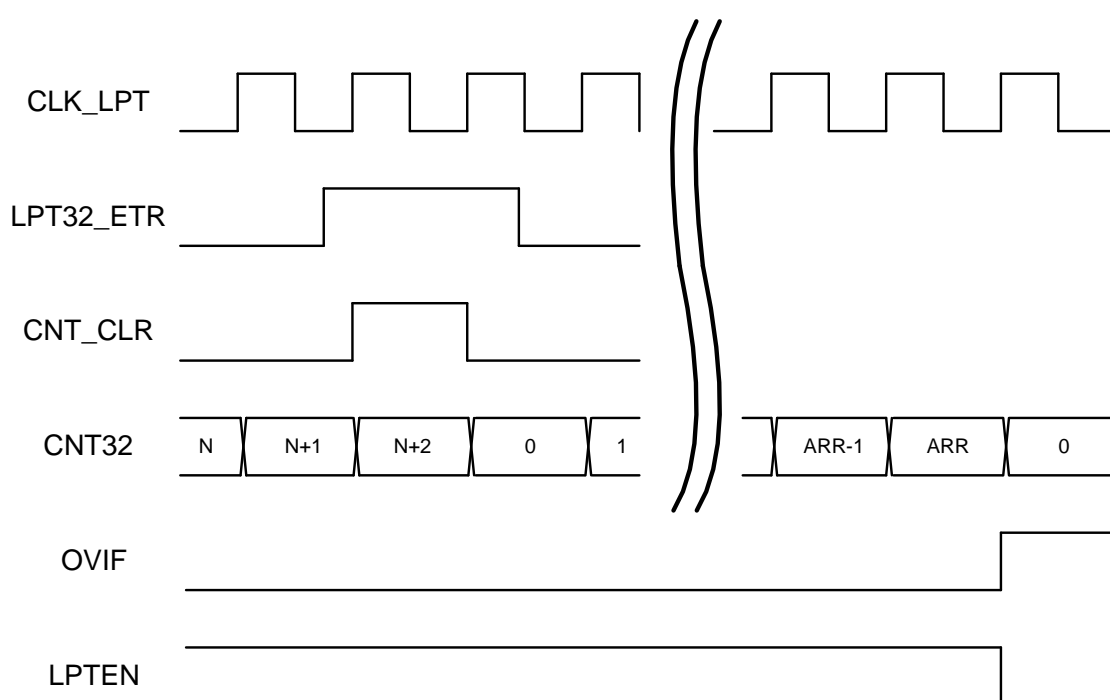 CLK_LPT
LPT32_ETR
CNT_CLR
CNT32 N N+1 N+2 0 1 ARR-1 ARR 0
OVIF
LPTEN